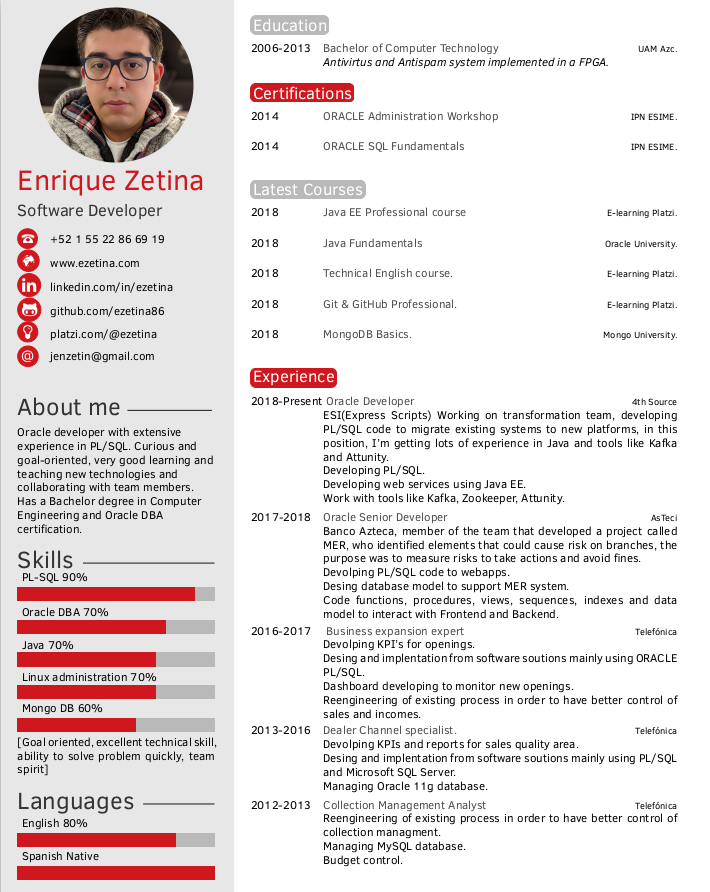 Enrique Zetina
Software Developer
+52 1 55 22 86 69 19
www.ezetina.com
linkedin.com/in/ezetina
github.com/ezetina86
platzi.com/@ezetina
@ jenzetin@gmail.com
About me
Oracle developer with extensive
experience in PL/SQL. Curious and
goal-oriented, very good learning and
teaching new technologies and
collaborating with team members.
Has a Bachelor degree in Computer
Engineering and Oracle DBA
certification.
Skills
PL-SQL 90%
Oracle DBA 70%
Java 70%
Linux administration 70%
Mongo DB 60%
[Goal oriented, excellent technical skill,
ability to solve problem quickly, team
spirit]
Languages
English 80%
Spanish Native
Education
2006-2013 Bachelor of Computer Technology UAM Azc.
Antivirtus and Antispam system implemented in a FPGA.
Certifications
2014 ORACLE Administration Workshop IPN ESIME.
2014 ORACLE SQL Fundamentals IPN ESIME.
Latest Courses
2018 Java EE Professional course E-learning Platzi.
2018 Java Fundamentals Oracle University.
2018 Technical English course. E-learning Platzi.
2018 Git & GitHub Professional. E-learning Platzi.
2018 MongoDB Basics. Mongo University.
Experience
2018-Present Oracle Developer 4th Source
ESI(Express Scripts) Working on transformation team, developing
PL/SQL code to migrate existing systems to new platforms, in this
position, I'm getting lots of experience in Java and tools like Kafka
and Attunity.
Developing PL/SQL.
Developing web services using Java EE.
Work with tools like Kafka, Zookeeper, Attunity.
2017-2018 Oracle Senior Developer AsTeci
Banco Azteca, member of the team that developed a project called
MER, who identified elements that could cause risk on branches, the
purpose was to measure risks to take actions and avoid fines.
Devolping PL/SQL code to webapps.
Desing database model to support MER system.
Code functions, procedures, views, sequences, indexes and data
model to interact with Frontend and Backend.
2016-2017 Business expansion expert Telefónica
Devolping KPI's for openings.
Desing and implentation from software soutions mainly using ORACLE
PL/SQL.
Dashboard developing to monitor new openings.
Reengineering of existing process in order to have better control of
sales and incomes.
2013-2016 Dealer Channel specialist. Telefónica
Devolping KPIs and reports for sales quality area.
Desing and implentation from software soutions mainly using PL/SQL
and Microsoft SQL Server.
Managing Oracle 11g database.
2012-2013 Collection Management Analyst Telefónica
Reengineering of existing process in order to have better control of
collection managment.
Managing MySQL database.
Budget control.